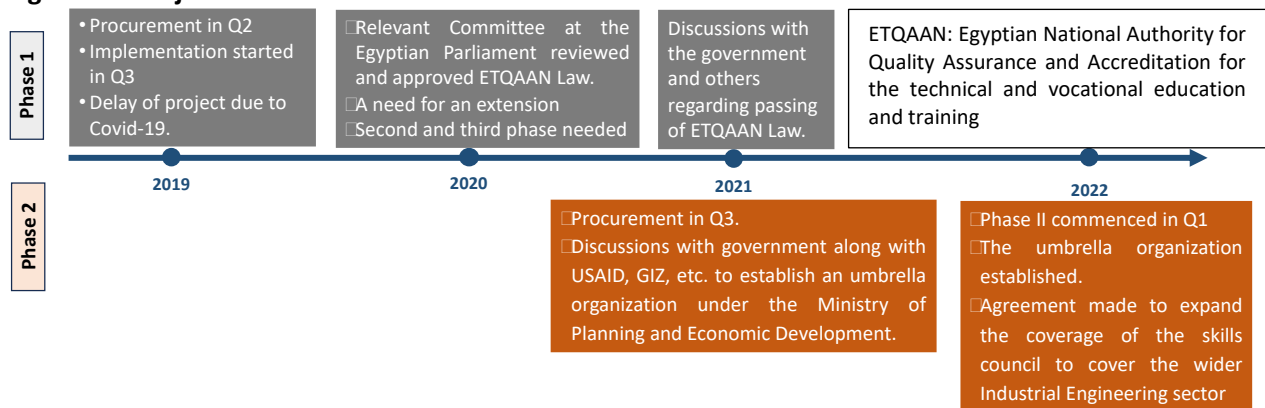 Phase 1
• Procurement in Q2
• Implementation started
in Q3
• Delay of project due to
Covid-19.
Relevant Committee at the
Egyptian Parliament reviewed
and approved ETQAAN Law.
A need for an extension
Second and third phase needed
Discussions with
the government
and others
regarding passing
of ETQAAN Law.
ETQAAN: Egyptian National Authority for
Quality Assurance and Accreditation for
the technical and vocational education
and training
2019
2020
2021
2022
Phase 2
Procurement in Q3.
Discussions with government along with
USAID, GIZ, etc. to establish an umbrella
organization under the Ministry of
Planning and Economic Development.
Phase II commenced in Q1
The umbrella organization
established.
Agreement made to expand
the coverage of the skills
council to cover the wider
Industrial Engineering sector